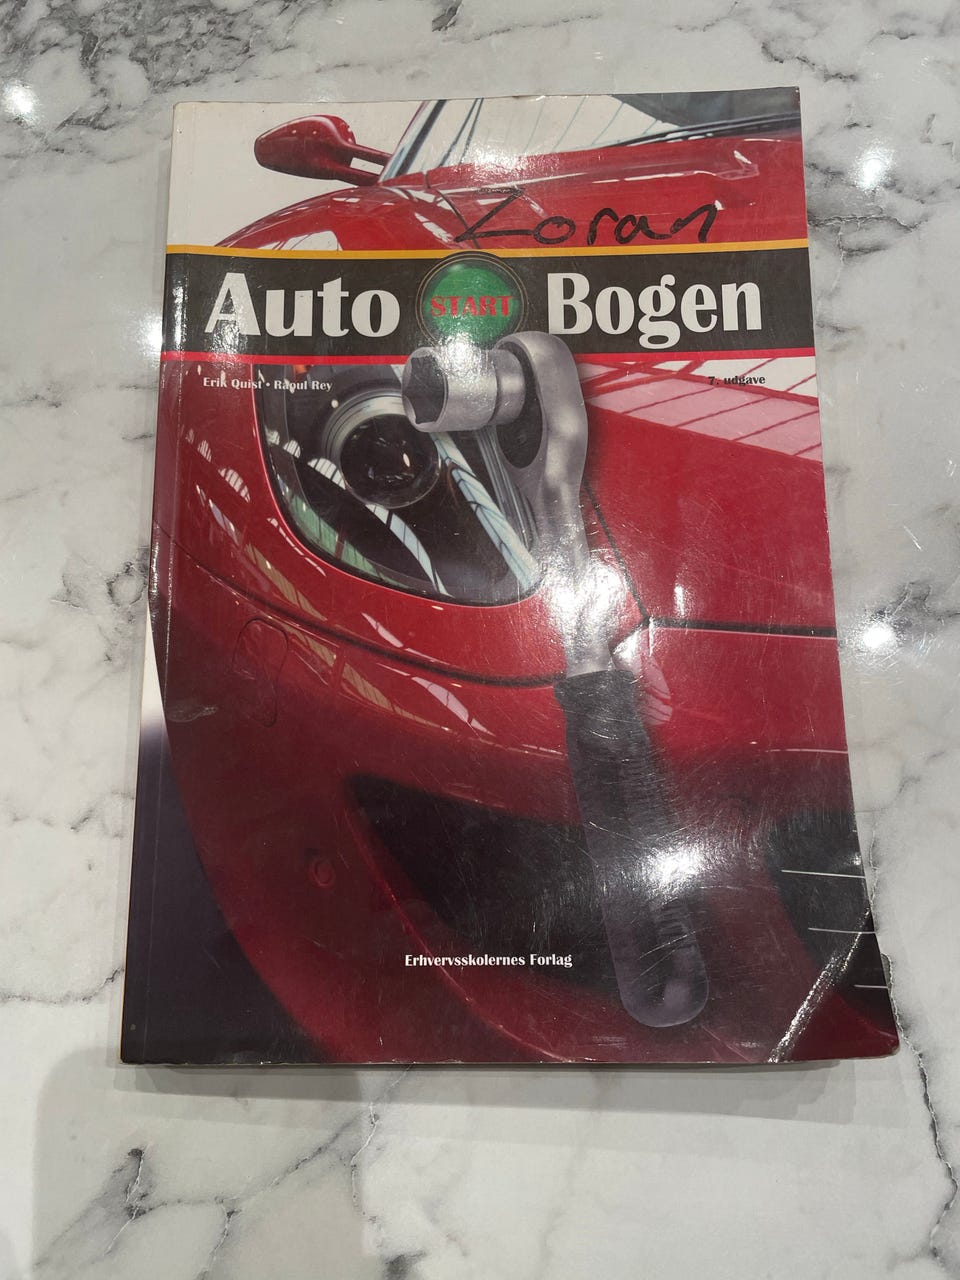 Zoran
Auto START Bogen
Erik Quist • Raoul Rey
7. udgave
Erhvervsskolernes Forlag